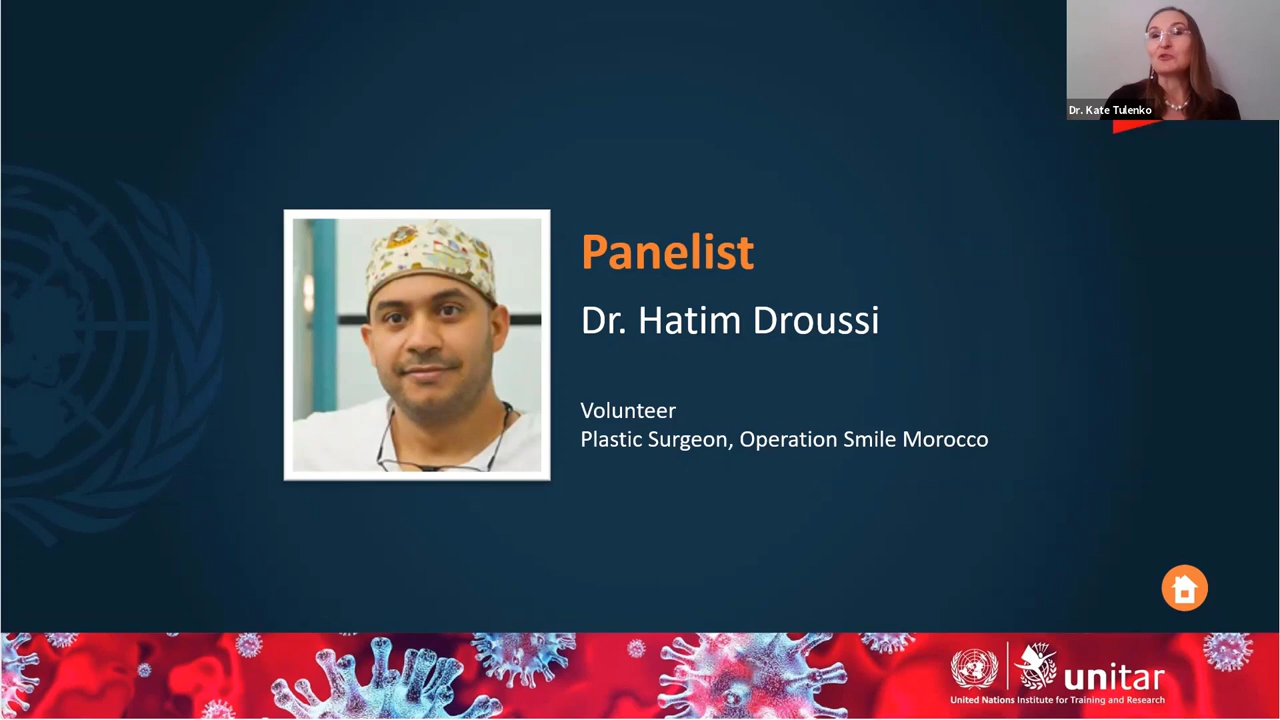 Dr. Kate Tulenko
Panelist
Dr. Hatim Droussi
Volunteer
Plastic Surgeon, Operation Smile Morocco
unitar
United Nations Institute for Training and Research